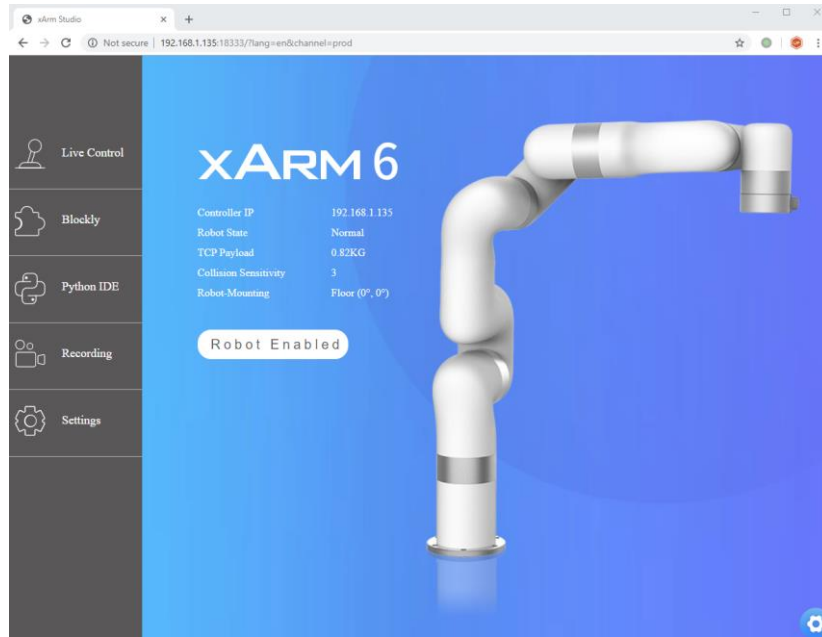 xArm Studio
Not secure | 192.168.1.135:18333/?lang=en&channel=prod
Live Control
Blockly
Python IDE
Recording
Settings
XARM 6
Controller IP 192.168.1.135
Robot State Normal
TCP Payload 0.82KG
Collision Sensitivity 3
Robot-Mounting Floor (0°, 0°)
Robot Enabled